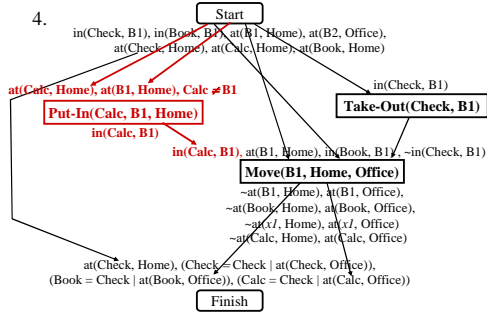 4.
Start
in(Check, B1), in(Book, B1), at(B1, Home), at(B2, Office),
at(Check, Home), at(Calc, Home), at(Book, Home)
at(Calc, Home), at(B1, Home), Calc ≠ B1
in(Check, B1)
Put-In(Calc, B1, Home)
Take-Out(Check, B1)
in(Calc, B1)
in(Calc, B1), at(B1, Home), in(Book, B1), ~in(Check, B1)
Move(B1, Home, Office)
~at(B1, Home), at(B1, Office),
~at(Book, Home), at(Book, Office),
~at(x1, Home), at(x1, Office)
~at(Calc, Home), at(Calc, Office)
at(Check, Home), (Check = Check | at(Check, Office)),
(Book = Check | at(Book, Office)), (Calc = Check | at(Calc, Office))
Finish